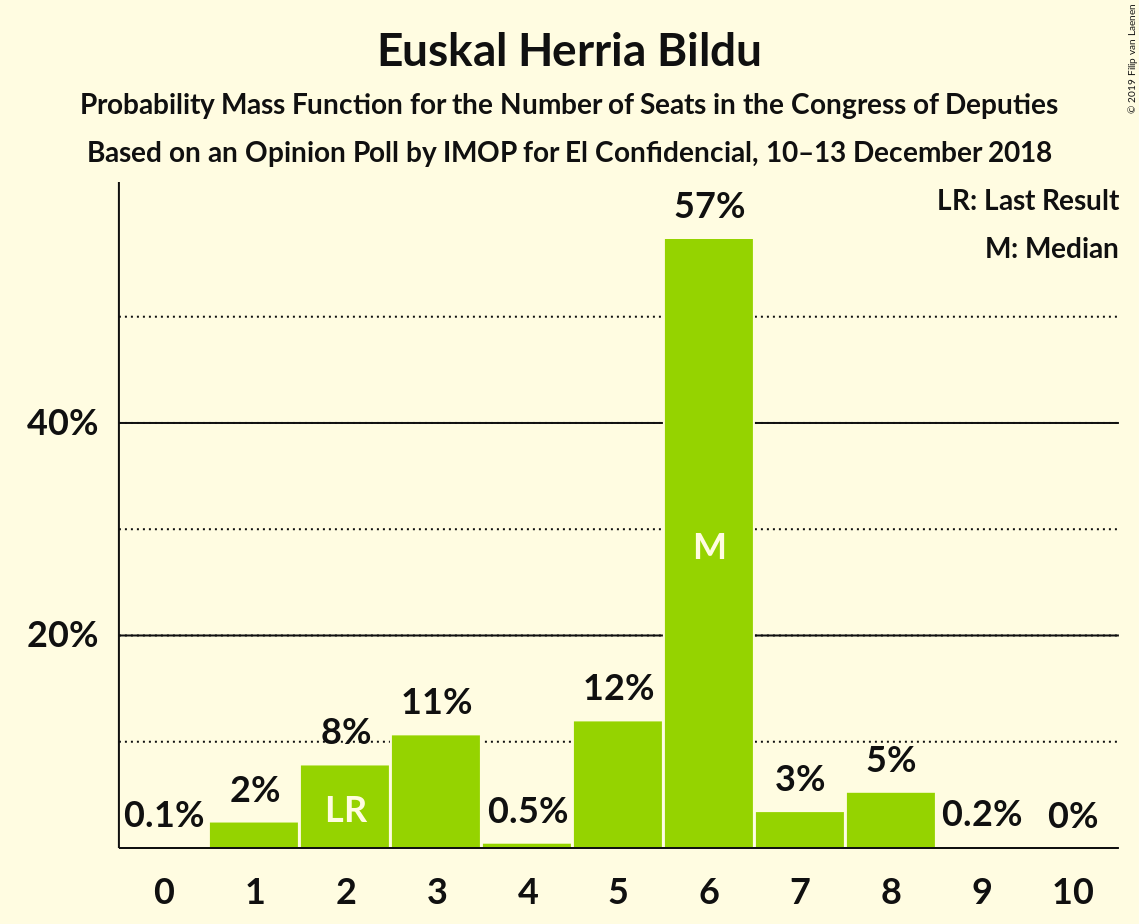 Euskal Herria Bildu
Probability Mass Function for the Number of Seats in the Congress of Deputies
Based on an Opinion Poll by IMOP for El Confidencial, 10–13 December 2018
© 2019 Filip van Laenen
LR: Last Result
M: Median
57%
40%
M
20%
12%
11%
8%
5%
3%
2%
0.1%
LR
0.5%
0.2%
0%
0 1 2 3 4 5 6 7 8 9 10